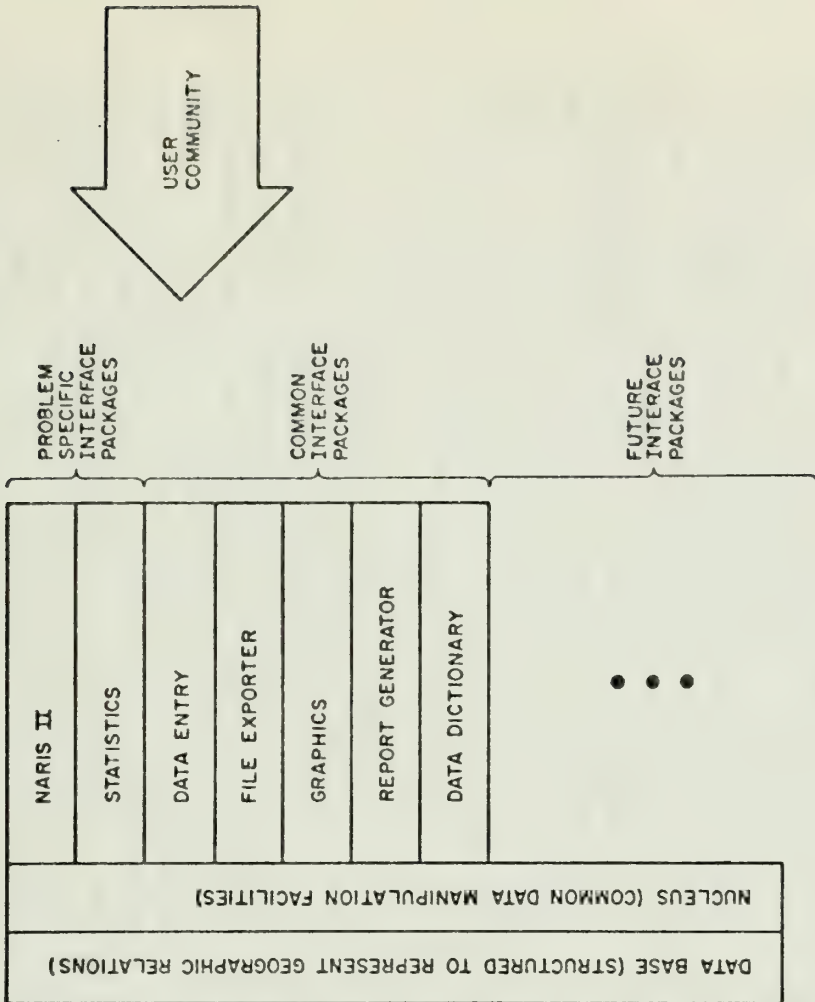 USER
COMMUNITY
PROBLEM
SPECIFIC
INTERFACE
PACKAGES
COMMON
INTERFACE
PACKAGES
FUTURE
INTERACE
PACKAGES
NARIS II
STATISTICS
DATA ENTRY
FILE EXPORTER
GRAPHICS
REPORT GENERATOR
DATA DICTIONARY
NUCLEUS (COMMON DATA MANIPULATION FACILITIES)
DATA BASE (STRUCTURED TO REPRESENT GEOGRAPHIC RELATIONS)